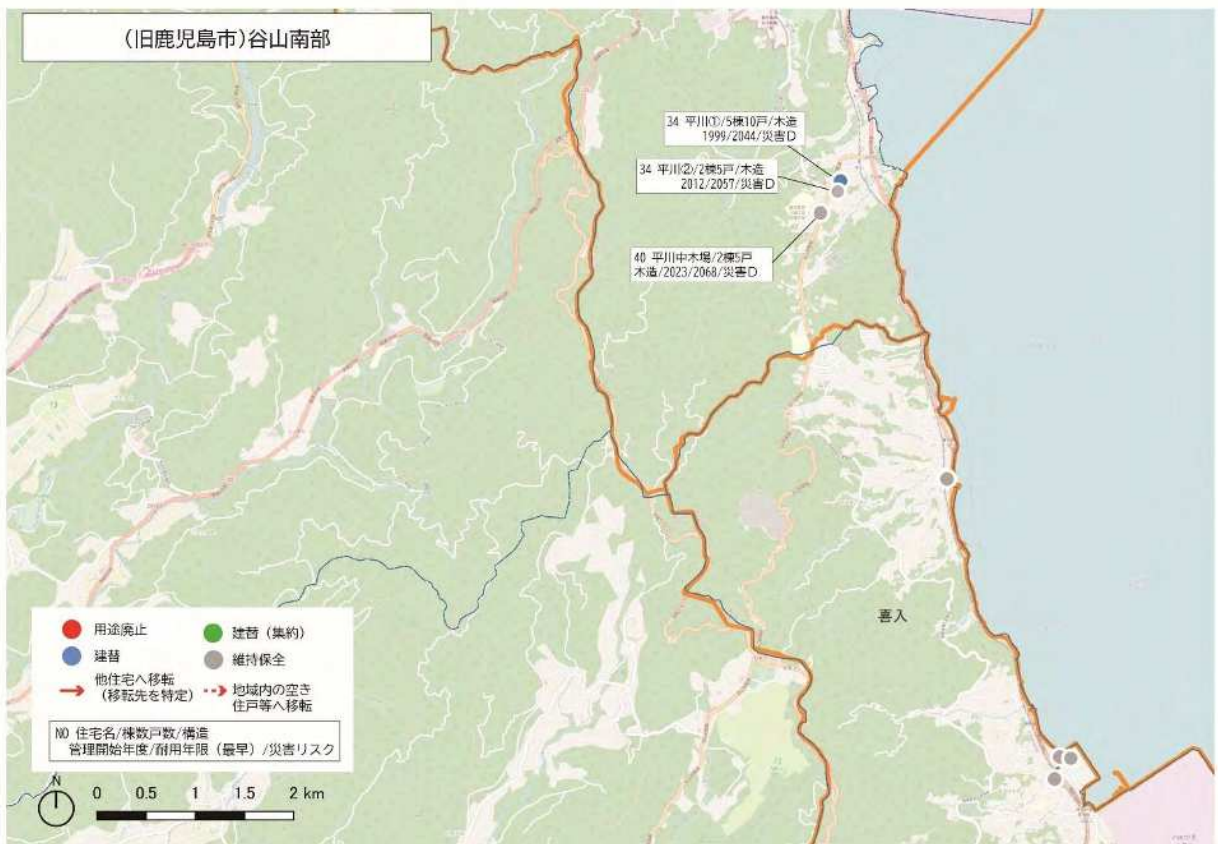 (旧鹿児島市)谷山南部
34 平川①/5棟10戸/木造
1999/2044/災害D
34 平川②/2棟5戸/木造
2012/2057/災害D
40 平川中木場/2棟5戸
木造/2023/2068/災害D
喜入
用途廃止
建替（集約）
建替
維持保全
他住宅へ移転
（移転先を特定）
地域内の空き
住戸等へ移転
NO 住宅名/棟数戸数/構造
管理開始年度/耐用年限（最早）/災害リスク
N
0 0.5 1 1.5 2 km